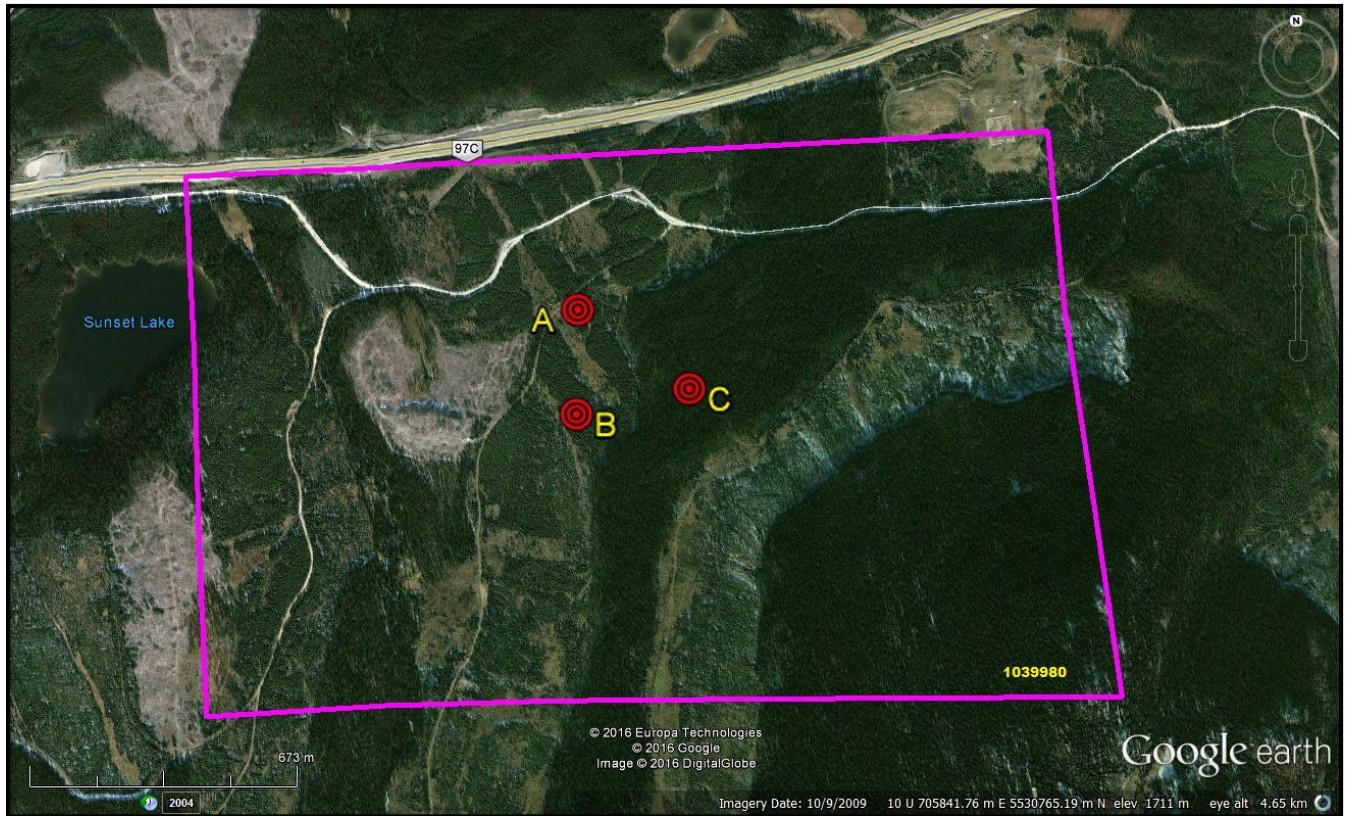 N
97C
Sunset Lake
A
B
C
1039980
© 2016 Europa Technologies
© 2016 Google
Image © 2016 DigitalGlobe
Google earth
673 m
2004
Imagery Date: 10/9/2009 10 U 705841.76 m E 5530765.19 m N elev 1711 m eye alt 4.65 km